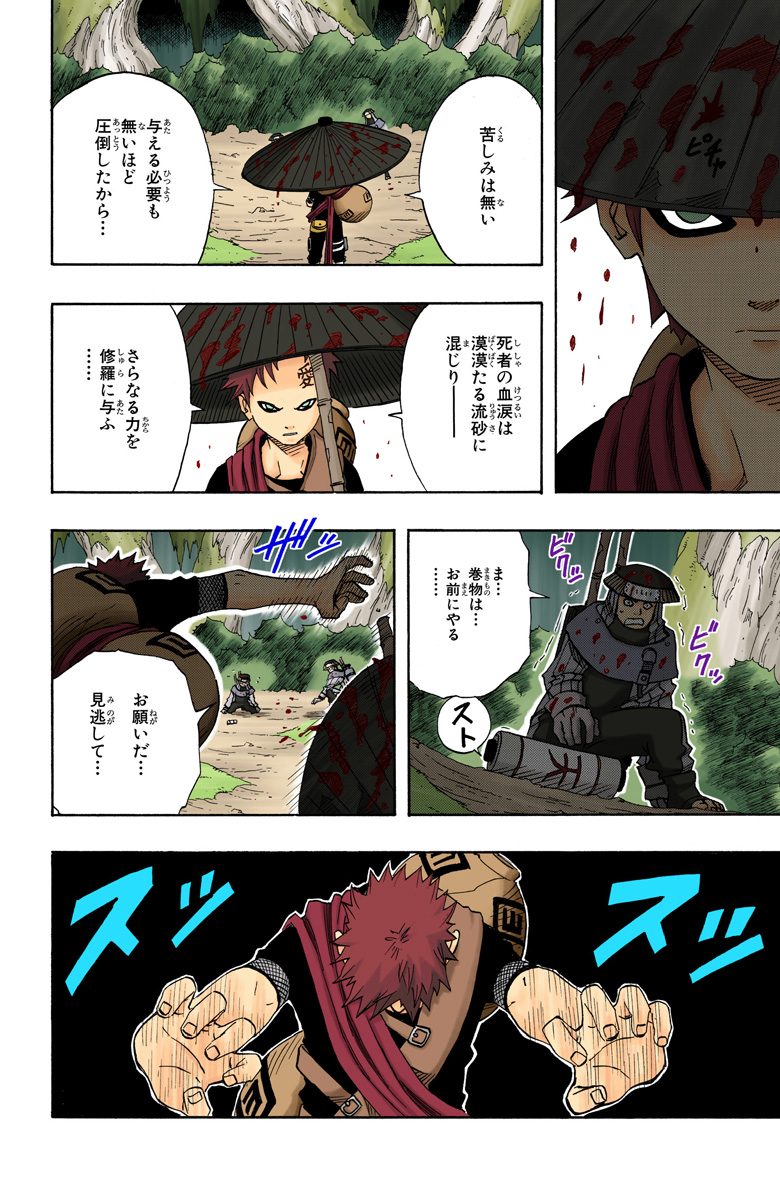 ピチャ
苦しみは無い
与える必要も
無いほど
圧倒したから…
死者の血涙は
漠漠たる流砂に
混じり――
愛
さらなる力を
修羅に与ふ
……
ビクッ
ま…
巻物は…
お前にやる
ビクッ
スト
天
ザッ
お願いだ…
見逃して…
スッ
スッ